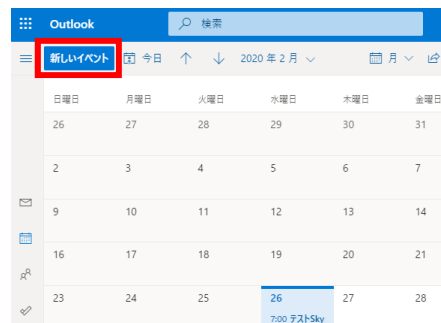 Outlook
検索
新しいイベント 今日 2020 年 2 月 月
日曜日 月曜日 火曜日 水曜日 木曜日 金曜日
26 27 28 29 30 31
2 3 4 5 6 7
9 10 11 12 13 14
16 17 18 19 20 21
23 24 25 26 27 28
7:00 テストSky